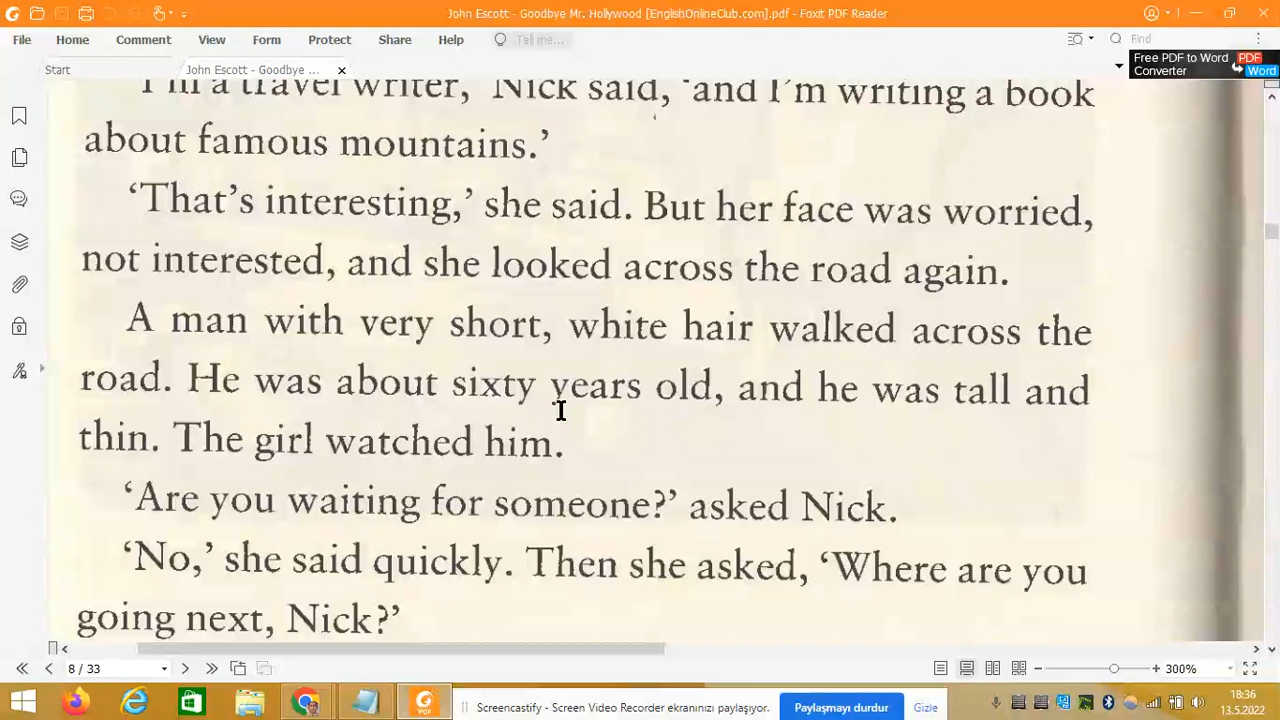 John Escott - Goodbye Mr. Hollywood [EnglishOnlineClub.com].pdf - Foxit PDF Reader
File Home Comment View Form Protect Share Help Tell me... Find
Start John Escott - Goodbye ... Free PDF to Word Converter PDF Word
'I'm a travel writer,' Nick said, 'and I'm writing a book
about famous mountains.'
'That's interesting,' she said. But her face was worried,
not interested, and she looked across the road again.
A man with very short, white hair walked across the
road. He was about sixty years old, and he was tall and
thin. The girl watched him.
'Are you waiting for someone?' asked Nick.
'No,' she said quickly. Then she asked, 'Where are you
going next, Nick?'
8 / 33 300%
Screencastify - Screen Video Recorder ekranınızı paylaşıyor. Paylaşmayı durdur Gizle 18:36
13.5.2022